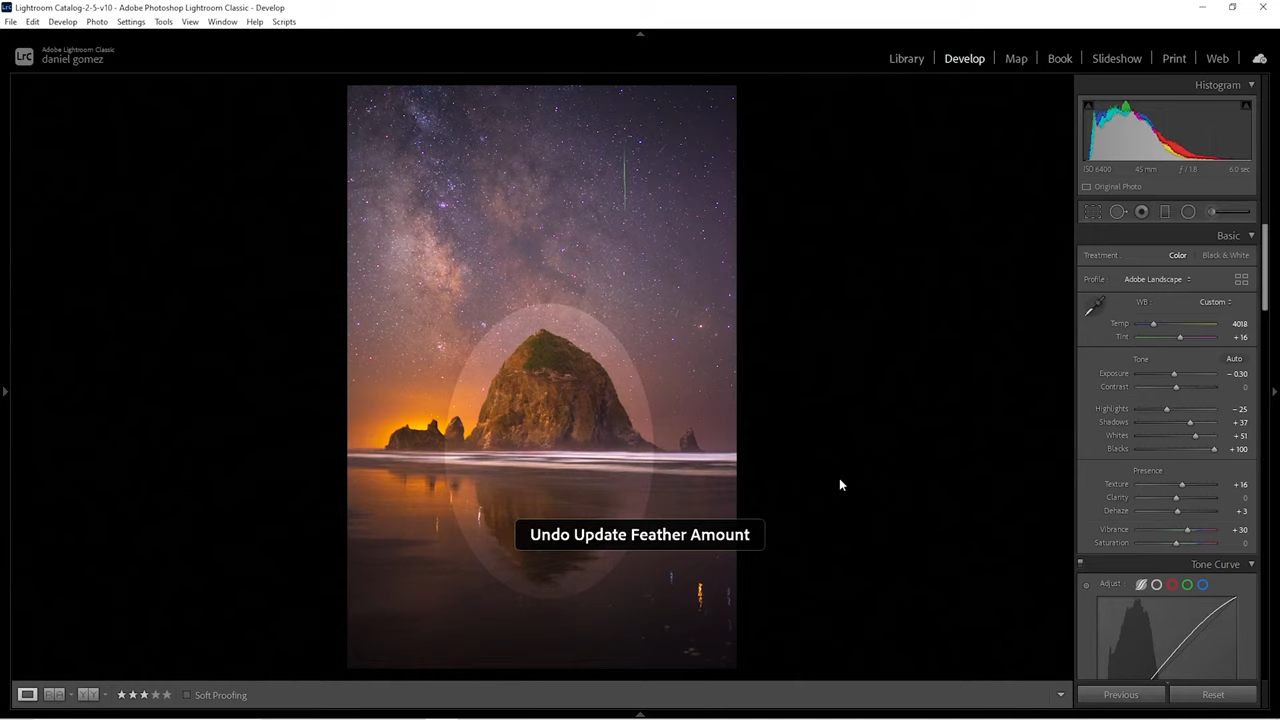 Lightroom Catalog-2-5-v10 - Adobe Photoshop Lightroom Classic - Develop
File Edit Develop Photo Settings Tools View Window Help Scripts
Lrc
Adobe Lightroom Classic
daniel gomez
Library Develop Map Book Slideshow Print Web
Histogram
ISO 6400 45 mm ƒ / 1.8 6.0 sec
Original Photo
Basic
Treatment: Color Black & White
Profile: Adobe Landscape
WB: Custom
Temp 4018
Tint + 16
Tone Auto
Exposure − 0.30
Contrast 0
Highlights − 25
Shadows + 37
Whites + 51
Blacks + 100
Presence
Texture + 16
Clarity 0
Dehaze + 3
Vibrance + 30
Saturation 0
Tone Curve
Adjust:
Undo Update Feather Amount
Soft Proofing
Previous Reset